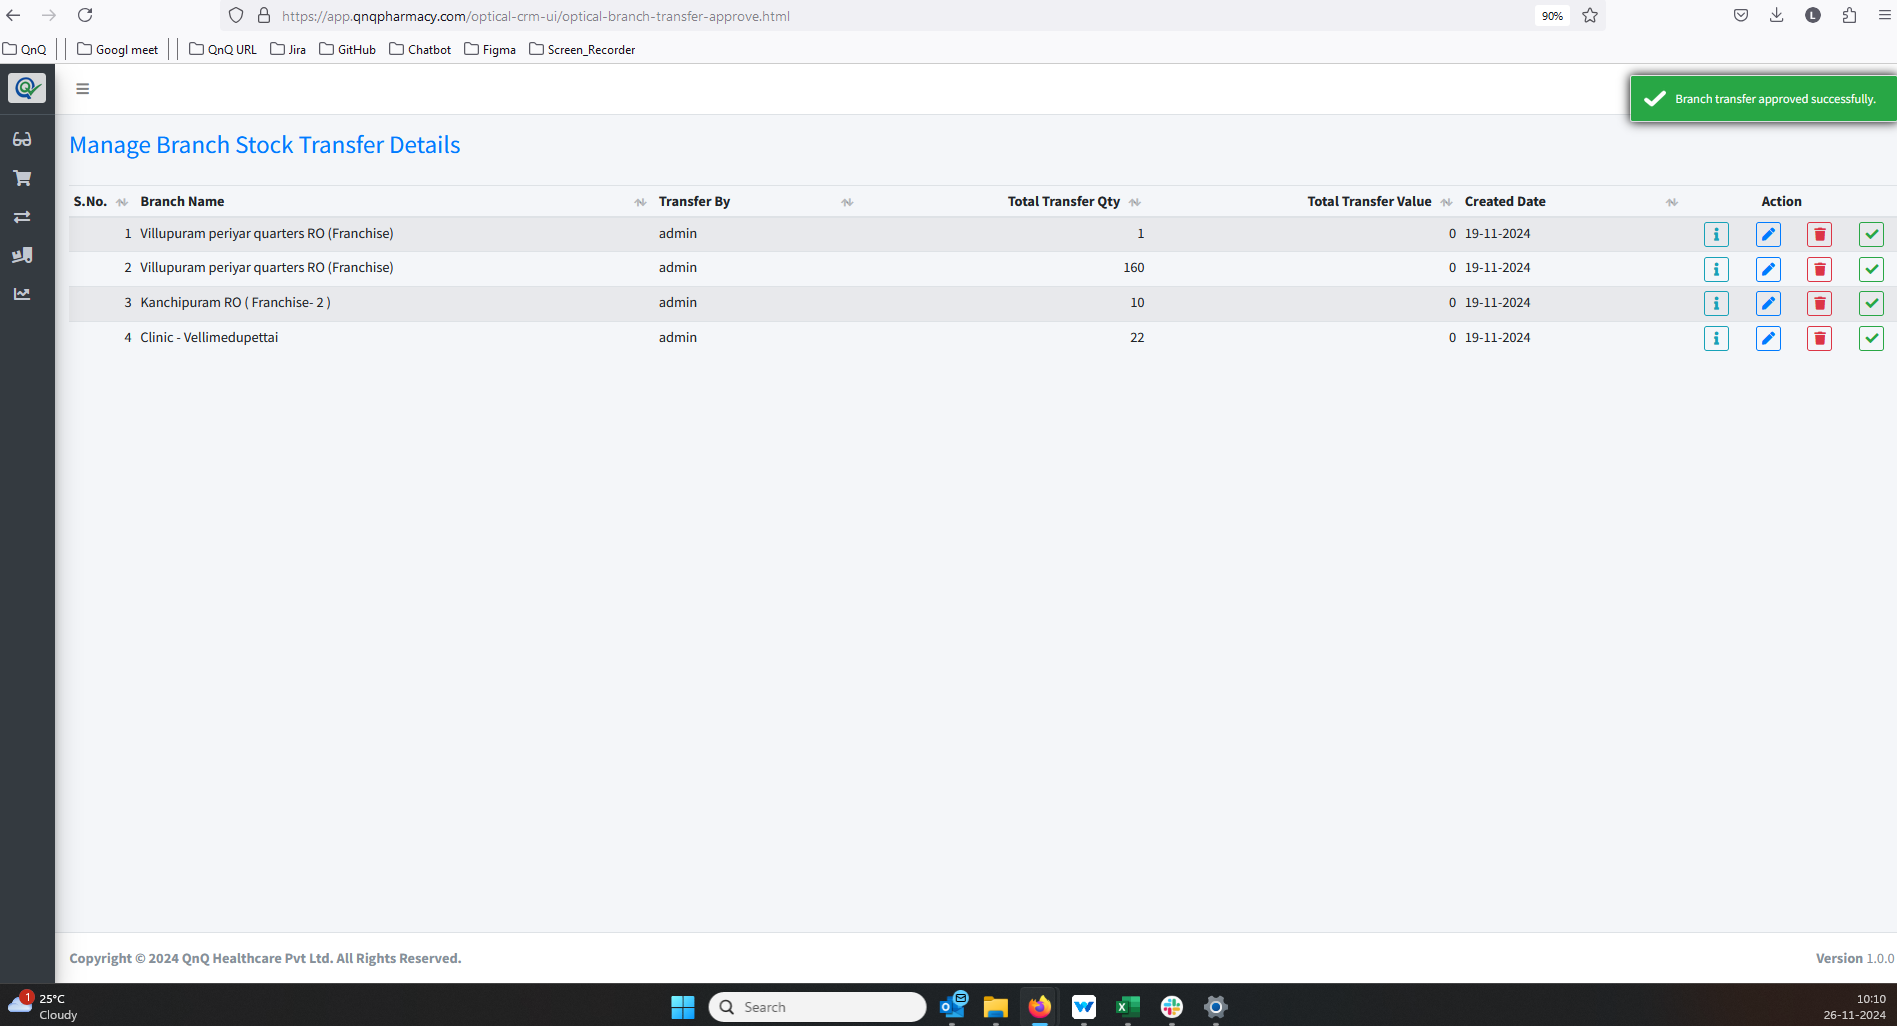 https://app.qnqpharmacy.com/optical-crm-ui/optical-branch-transfer-approve.html 90% L
QnQ Googl meet QnQ URL Jira GitHub Chatbot Figma Screen_Recorder
Branch transfer approved successfully.
Manage Branch Stock Transfer Details
S.No. Branch Name Transfer By Total Transfer Qty Total Transfer Value Created Date Action
1 Villupuram periyar quarters RO (Franchise) admin 1 0 19-11-2024
2 Villupuram periyar quarters RO (Franchise) admin 160 0 19-11-2024
3 Kanchipuram RO ( Franchise- 2 ) admin 10 0 19-11-2024
4 Clinic - Vellimedupettai admin 22 0 19-11-2024
Copyright © 2024 QnQ Healthcare Pvt Ltd. All Rights Reserved. Version 1.0.0
1 25°C
Cloudy
Search
10:10
26-11-2024